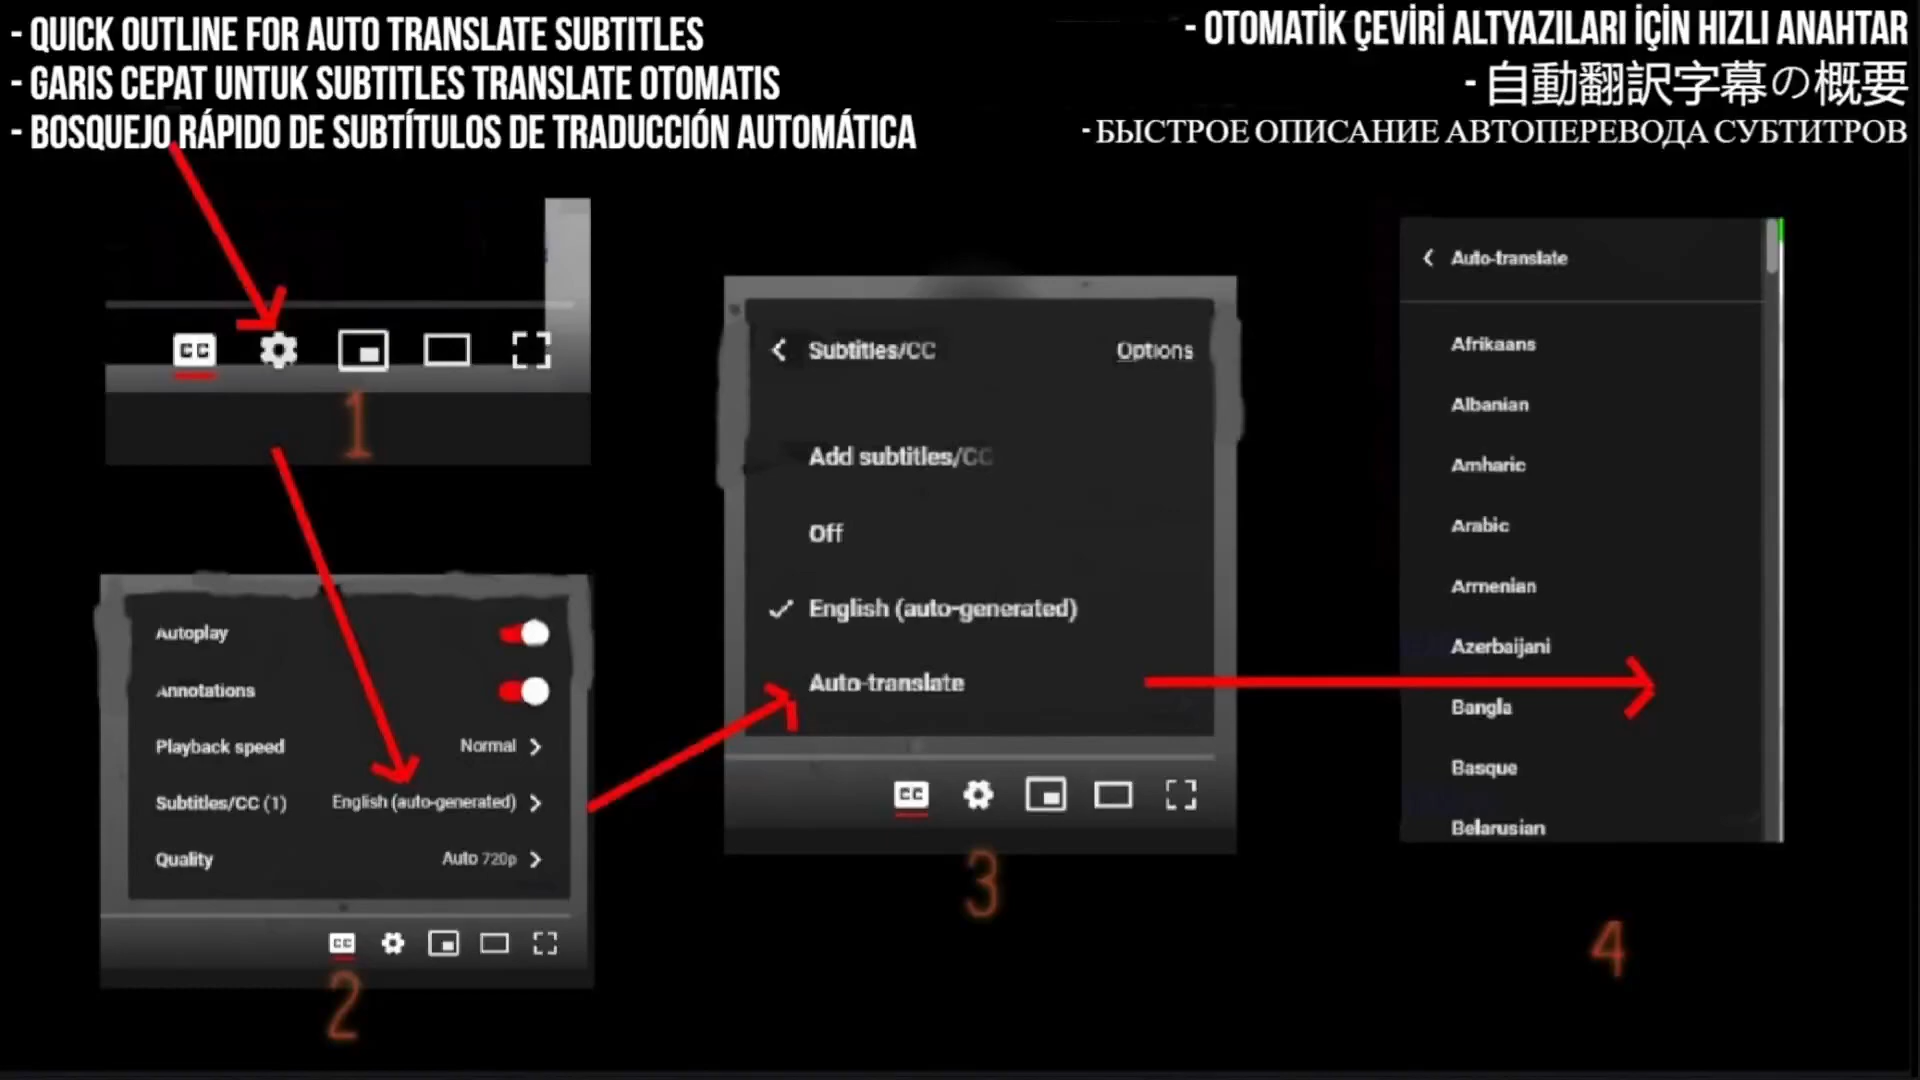 - QUICK OUTLINE FOR AUTO TRANSLATE SUBTITLES
- GARIS CEPAT UNTUK SUBTITLES TRANSLATE OTOMATIS
- BOSQUEJO RÁPIDO DE SUBTÍTULOS DE TRADUCCIÓN AUTOMÁTICA
- OTOMATİK ÇEVİRİ ALTYAZILARI İÇİN HIZLI ANAHTAR
- 自動翻訳字幕の概要
- БЫСТРОЕ ОПИСАНИЕ АВТОПЕРЕВОДА СУБТИТРОВ
CC
1
Autoplay
Annotations
Playback speed Normal
Subtitles/CC (1) English (auto-generated)
Quality Auto 720p
CC
2
Subtitles/CC Options
Add subtitles/CC
Off
English (auto-generated)
Auto-translate
CC
3
Auto-translate
Afrikaans
Albanian
Amharic
Arabic
Armenian
Azerbaijani
Bangla
Basque
Belarusian
4